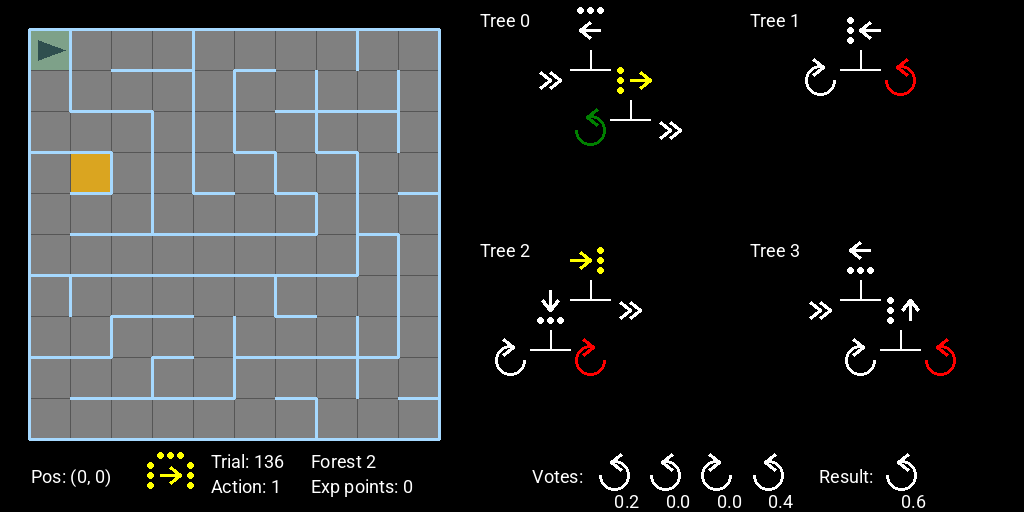 Tree 0
Tree 1
Tree 2
Tree 3
Pos: (0, 0)
Trial: 136
Forest 2
Action: 1
Exp points: 0
Votes:
0.2
0.0
0.0
0.4
Result:
0.6